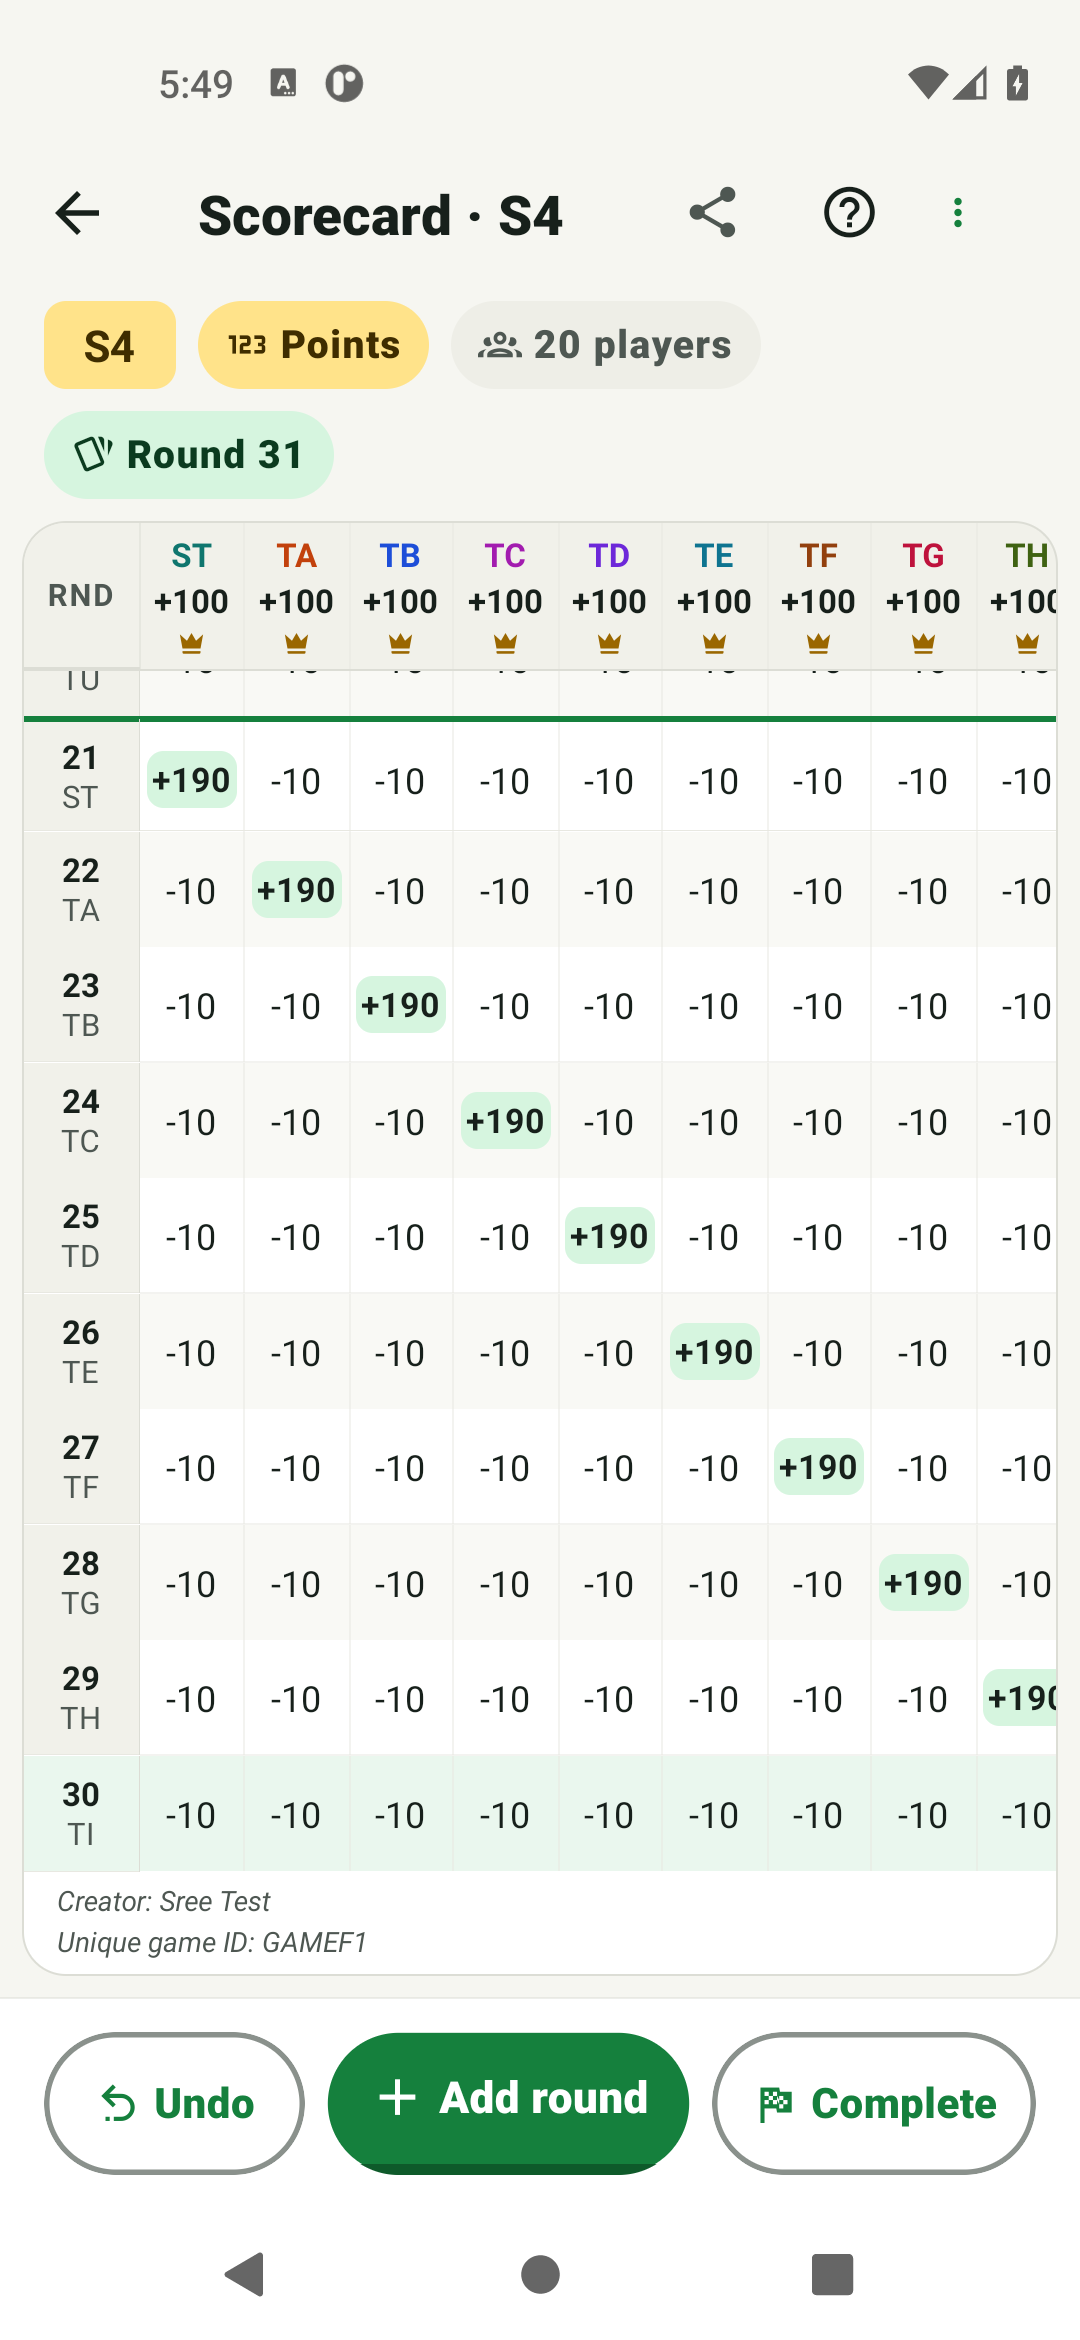 5:49
Scorecard · S4
S4
123 Points
20 players
Round 31
RND ST TA TB TC TD TE TF TG TH
+100 +100 +100 +100 +100 +100 +100 +100 +100
TU
21 ST +190 -10 -10 -10 -10 -10 -10 -10 -10
22 TA -10 +190 -10 -10 -10 -10 -10 -10 -10
23 TB -10 -10 +190 -10 -10 -10 -10 -10 -10
24 TC -10 -10 -10 +190 -10 -10 -10 -10 -10
25 TD -10 -10 -10 -10 +190 -10 -10 -10 -10
26 TE -10 -10 -10 -10 -10 +190 -10 -10 -10
27 TF -10 -10 -10 -10 -10 -10 +190 -10 -10
28 TG -10 -10 -10 -10 -10 -10 -10 +190 -10
29 TH -10 -10 -10 -10 -10 -10 -10 -10 +190
30 TI -10 -10 -10 -10 -10 -10 -10 -10 -10
Creator: Sree Test
Unique game ID: GAMEF1
Undo
+ Add round
Complete